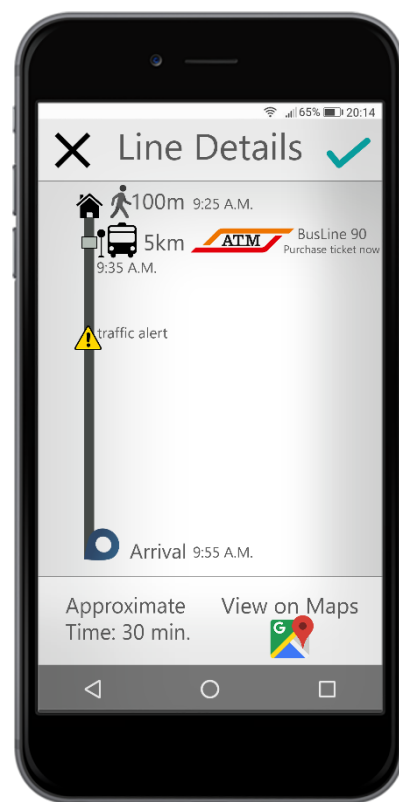 65% 20:14
Line Details
100m 9:25 A.M.
5km ATM BusLine 90
Purchase ticket now
9:35 A.M.
traffic alert
Arrival 9:55 A.M.
Approximate
Time: 30 min.
View on Maps
G